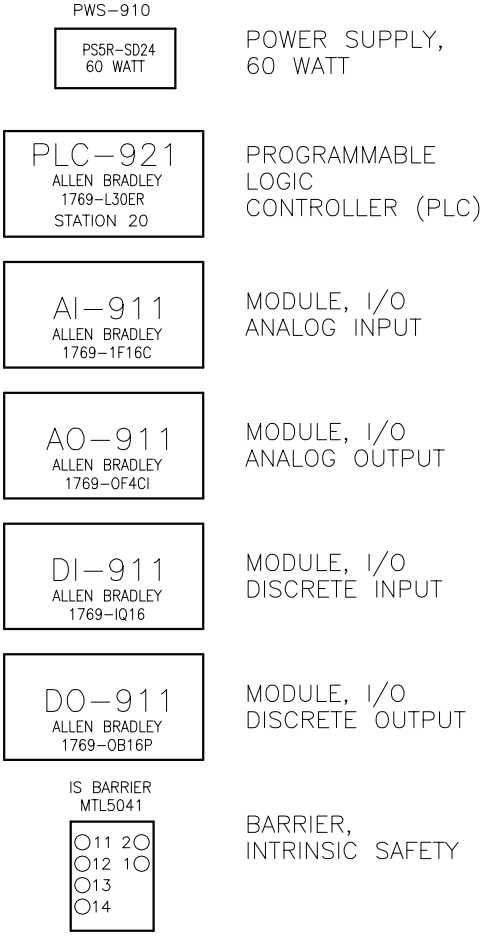 PWS-910
PS5R-SD24
60 WATT
POWER SUPPLY,
60 WATT
PLC-921
ALLEN BRADLEY
1769-L30ER
STATION 20
PROGRAMMABLE
LOGIC
CONTROLLER (PLC)
AI-911
ALLEN BRADLEY
1769-1F16C
MODULE, I/O
ANALOG INPUT
AO-911
ALLEN BRADLEY
1769-OF4CI
MODULE, I/O
ANALOG OUTPUT
DI-911
ALLEN BRADLEY
1769-IQ16
MODULE, I/O
DISCRETE INPUT
DO-911
ALLEN BRADLEY
1769-OB16P
MODULE, I/O
DISCRETE OUTPUT
IS BARRIER
MTL5041
11 2
12 1
13
14
BARRIER,
INTRINSIC SAFETY